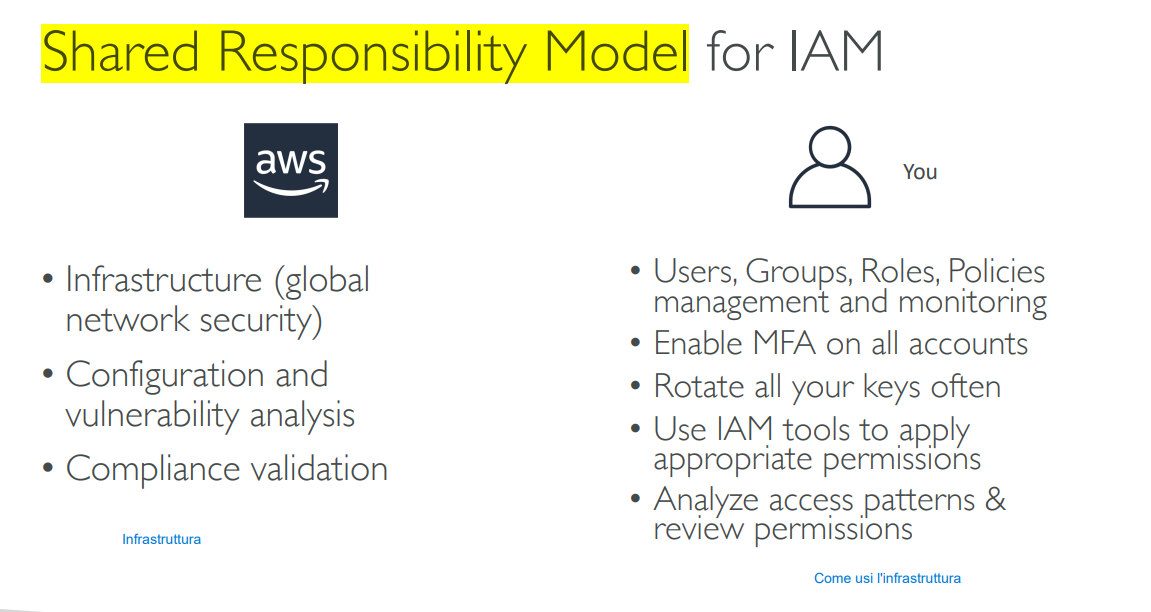 Shared Responsibility Model for IAM
aws
You
• Infrastructure (global
network security)
• Configuration and
vulnerability analysis
• Compliance validation
Infrastruttura
• Users, Groups, Roles, Policies
management and monitoring
• Enable MFA on all accounts
• Rotate all your keys often
• Use IAM tools to apply
appropriate permissions
• Analyze access patterns &
review permissions
Come usi l'infrastruttura